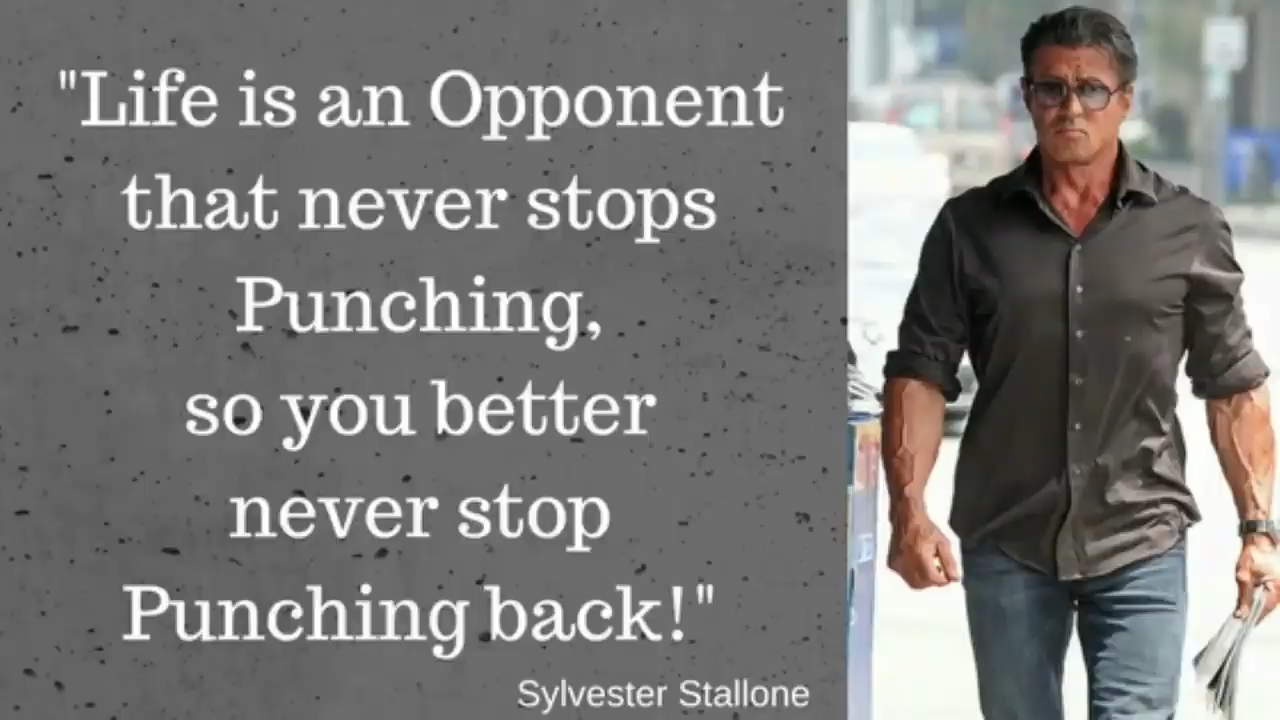 "Life is an Opponent
that never stops
Punching,
so you better
never stop
Punching back!"
Sylvester Stallone